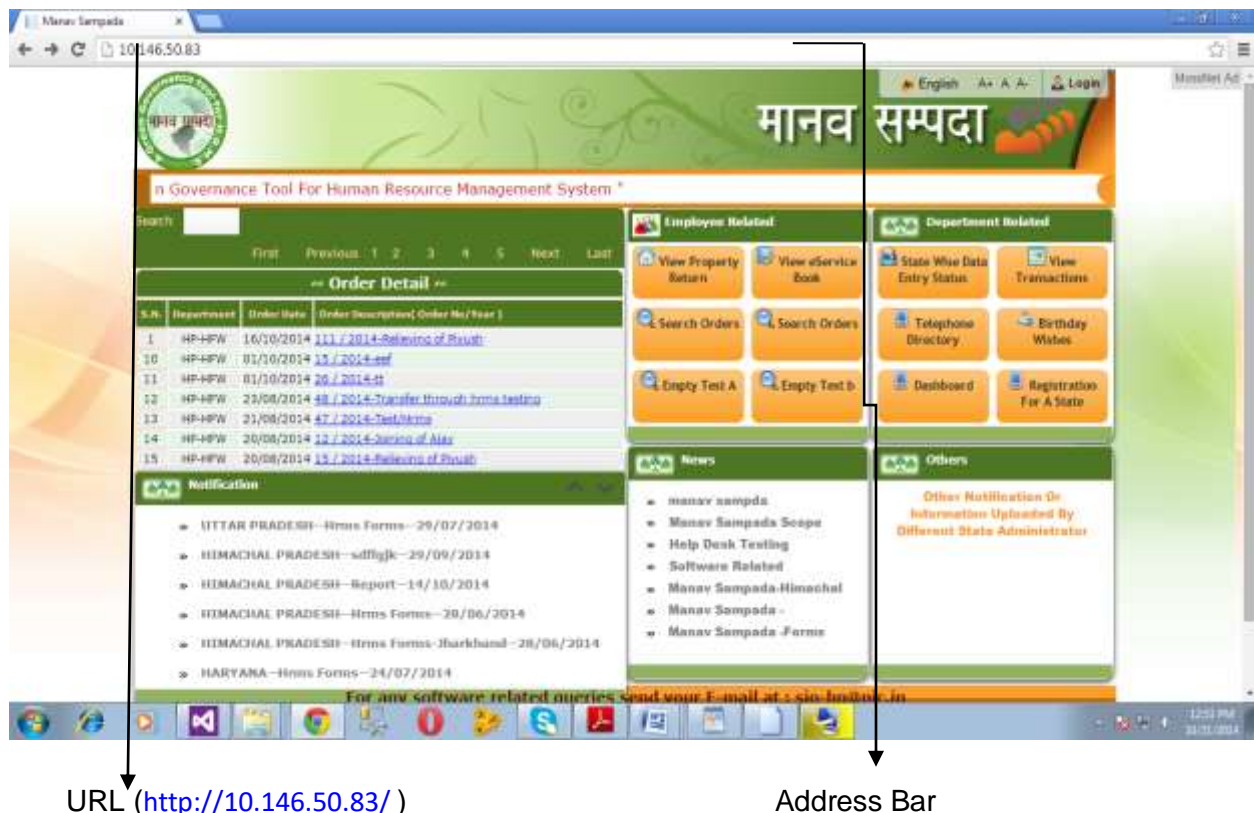 Manav Sampada
10.146.50.83
English A+ A A- Login
मानव सम्पदा
मानव सम्पदा
n Governance Tool For Human Resource Management System *
Search
First Previous 1 2 3 4 5 Next Last
~ Order Detail ~
S.N. Department Order Date Order Description( Order No/Year )
1 HP-HFW 16/10/2014 111 / 2014-Relieving of Piyush
10 HP-HFW 01/10/2014 15 / 2014-eef
11 HP-HFW 01/10/2014 26 / 2014-tt
12 HP-HFW 23/08/2014 48 / 2014-Transfer through hrms testing
13 HP-HFW 21/08/2014 47 / 2014-Test/Hrms
14 HP-HFW 20/08/2014 12 / 2014-Joining of Ajay
15 HP-HFW 20/08/2014 15 / 2014-Relieving of Piyush
Notification
UTTAR PRADESH--Hrms Forms--29/07/2014
HIMACHAL PRADESH--sdflgjk--29/09/2014
HIMACHAL PRADESH--Report--14/10/2014
HIMACHAL PRADESH--Hrms Forms--28/06/2014
HIMACHAL PRADESH--Hrms Forms-Jharkhand--28/06/2014
HARYANA--Hrms Forms--24/07/2014
Employee Related
View Property Return
View eService Book
Search Orders
Search Orders
Empty Test A
Empty Test b
Department Related
State Wise Data Entry Status
View Transactions
Telephone Directory
Birthday Wishes
Dashboard
Registration For A State
News
manav sampda
Manav Sampada Scope
Help Desk Testing
Software Related
Manav Sampada-Himachal
Manav Sampada -
Manav Sampada -Forms
Others
Other Notification Or
Information Uploaded By
Different State Administrator
For any software related queries send your E-mail at :
12:53 PM
URL (http://10.146.50.83/ )
Address Bar